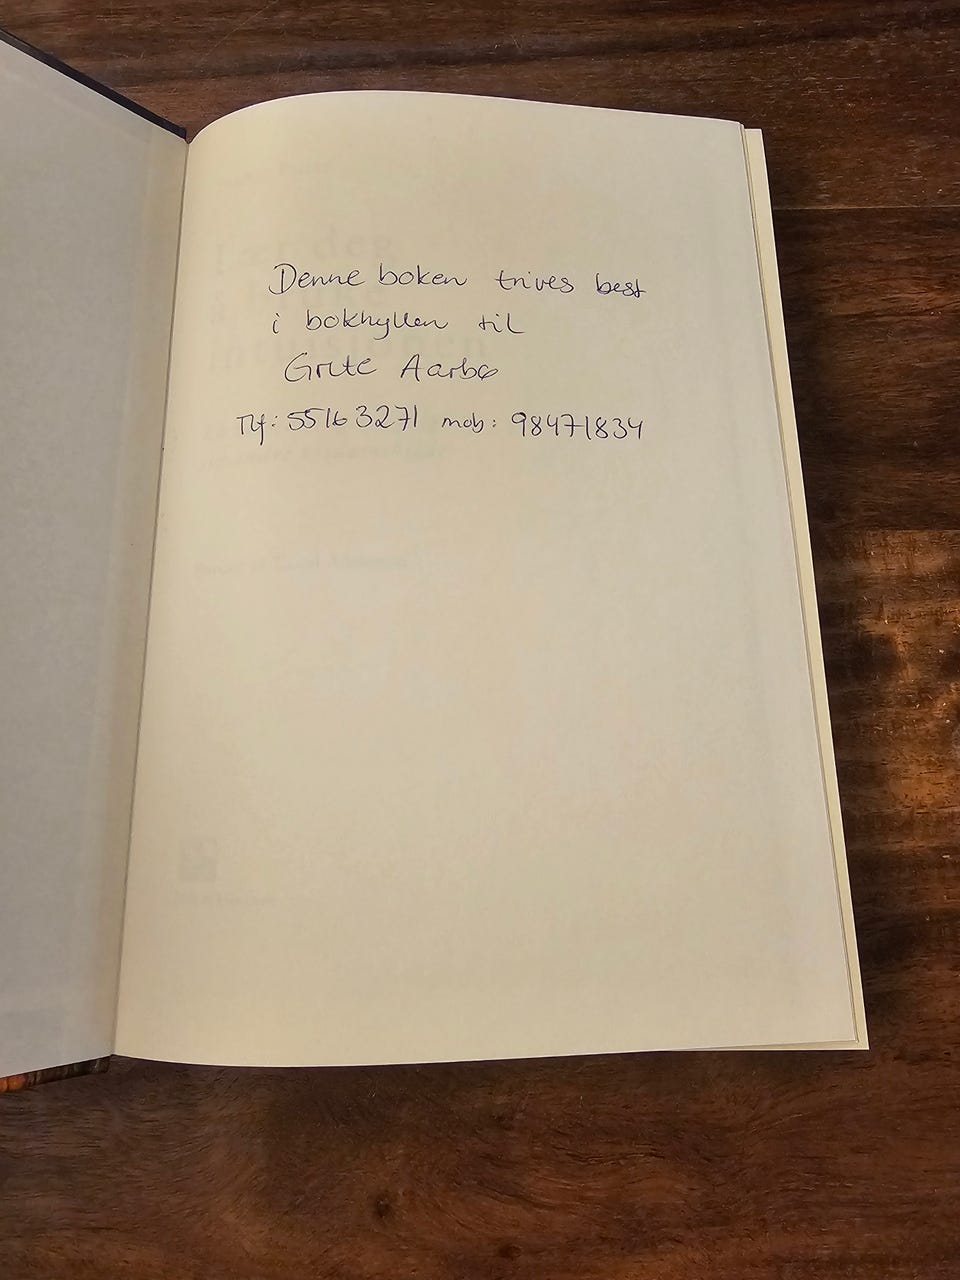 Denne boken trives best
i bokhyllen til
Grete Aarbø
Tlf: 55163271 mob: 98471834